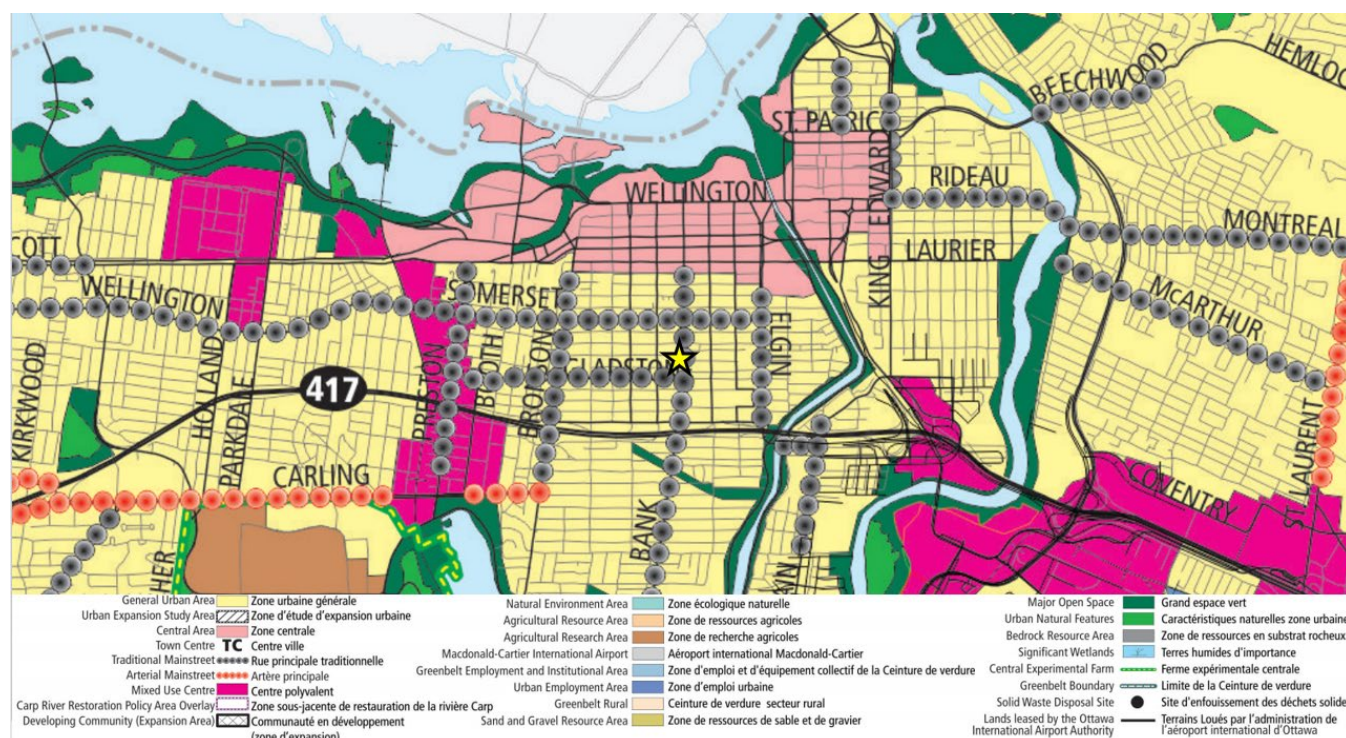 HEMLOC
BEECHWOOD
ST. PATRIC
KING EDWARD
WELLINGTON
RIDEAU
MONTREAL
LAURIER
COTT
WELLINGTON
SOMERSET
McARTHUR
ELGIN
GLADSTO
KIRKWOOD
HOLLAND
PARKDALE
417
PRESTON
BOOTH
BRONSON
CARLING
BANK
COVENTRY
ST. LAURENT
HER
General Urban Area Zone urbaine générale
Urban Expansion Study Area Zone d'étude d'expansion urbaine
Central Area Zone centrale
Town Centre TC Centre ville
Traditional Mainstreet Rue principale traditionnelle
Arterial Mainstreet Artère principale
Mixed Use Centre Centre polyvalent
Carp River Restoration Policy Area Overlay Zone sous-jacente de restauration de la rivière Carp
Developing Community (Expansion Area) Communauté en développement
(zone d'expansion)
Natural Environment Area Zone écologique naturelle
Agricultural Resource Area Zone de ressources agricoles
Agricultural Research Area Zone de recherche agricoles
Macdonald-Cartier International Airport Aéroport international Macdonald-Cartier
Greenbelt Employment and Institutional Area Zone d'emploi et d'équipement collectif de la Ceinture de verdure
Urban Employment Area Zone d'emploi urbaine
Greenbelt Rural Ceinture de verdure secteur rural
Sand and Gravel Resource Area Zone de ressources de sable et de gravier
Major Open Space Grand espace vert
Urban Natural Features Caractéristiques naturelles zone urbaine
Bedrock Resource Area Zone de ressources en substrat rocheux
Significant Wetlands Terres humides d'importance
Central Experimental Farm Ferme expérimentale centrale
Greenbelt Boundary Limite de la Ceinture de verdure
Solid Waste Disposal Site Site d'enfouissement des déchets solide
Lands leased by the Ottawa Terrains Loués par l'administration de
International Airport Authority l'aéroport international d'Ottawa